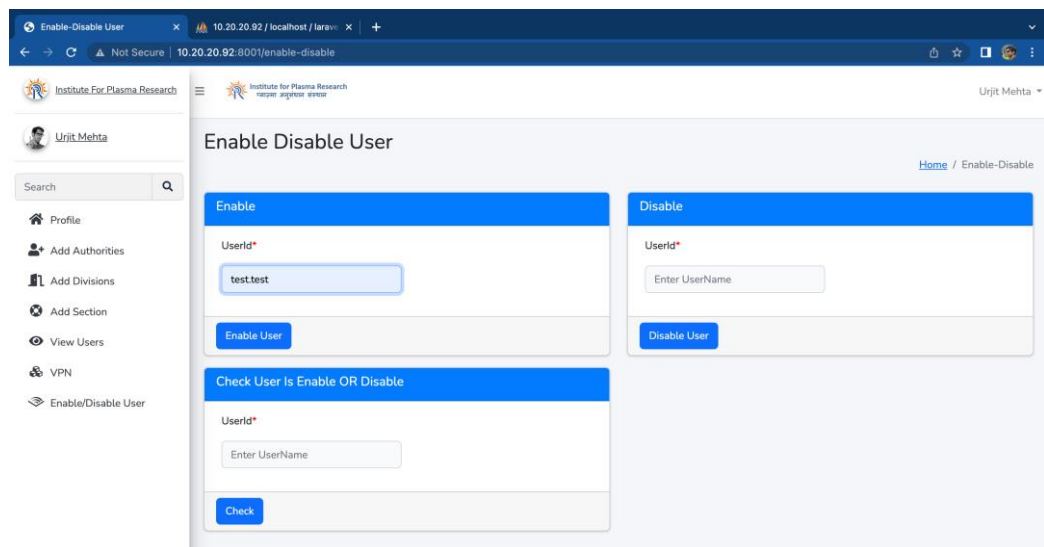 Enable-Disable User
10.20.20.92 / localhost / larave
Not Secure | 10.20.20.92:8001/enable-disable
Institute For Plasma Research
Institute for Plasma Research
प्लाज़्मा अनुसंधान संस्थान
Urjit Mehta
Urjit Mehta
Search
Profile
Add Authorities
Add Divisions
Add Section
View Users
VPN
Enable/Disable User
Enable Disable User
Home / Enable-Disable
Enable
UserId*
test.test
Enable User
Disable
UserId*
Enter UserName
Disable User
Check User Is Enable OR Disable
UserId*
Enter UserName
Check